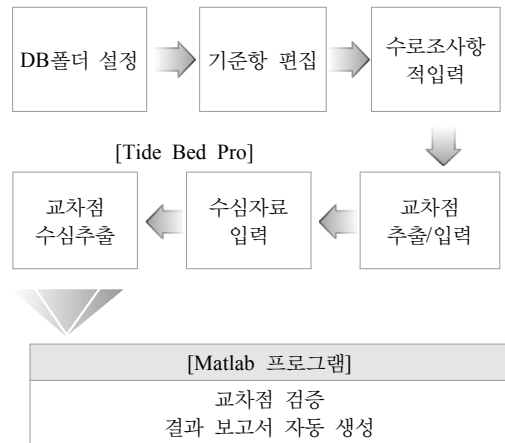 DB폴더 설정
기준항 편집
수로조사항
적입력
[Tide Bed Pro]
교차점
수심추출
수심자료
입력
교차점
추출/입력
[Matlab 프로그램]
교차점 검증
결과 보고서 자동 생성